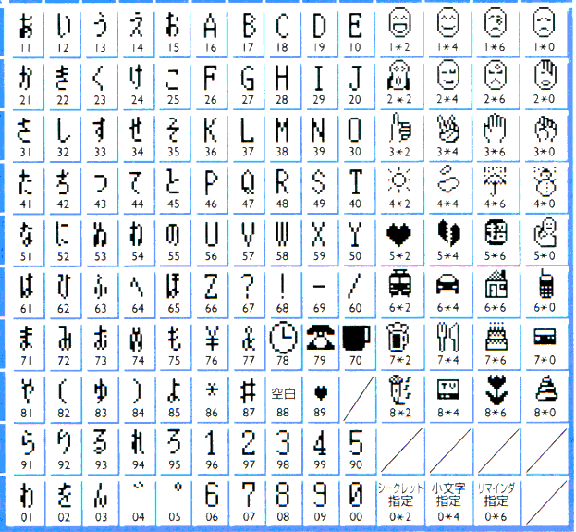 あ い う え お A B C D E
11 12 13 14 15 16 17 18 19 10 1*2 1*4 1*6 1*0
か き く け こ F G H I J
21 22 23 24 25 26 27 28 29 20 2*2 2*4 2*6 2*0
さ し す せ そ K L M N O
31 32 33 34 35 36 37 38 39 30 3*2 3*4 3*6 3*0
た ち つ て と P Q R S T
41 42 43 44 45 46 47 48 49 40 4*2 4*4 4*6 4*0
な に ぬ ね の U V W X Y
51 52 53 54 55 56 57 58 59 50 5*2 5*4 5*6 5*0
は ひ ふ へ ほ Z ? ! - /
61 62 63 64 65 66 67 68 69 60 6*2 6*4 6*6 6*0
ま み む め も ¥ &
71 72 73 74 75 76 77 78 79 70 7*2 7*4 7*6 7*0
や ( ゆ ) よ * # 空白 ♥ TV
81 82 83 84 85 86 87 88 89 8*2 8*4 8*6 8*0
ら り る れ ろ 1 2 3 4 5
91 92 93 94 95 96 97 98 99 90
わ を ん ゛ ゜ 6 7 8 9 0 シークレット指定 小文字指定 リマインダ指定
01 02 03 04 05 06 07 08 09 00 0*2 0*4 0*6